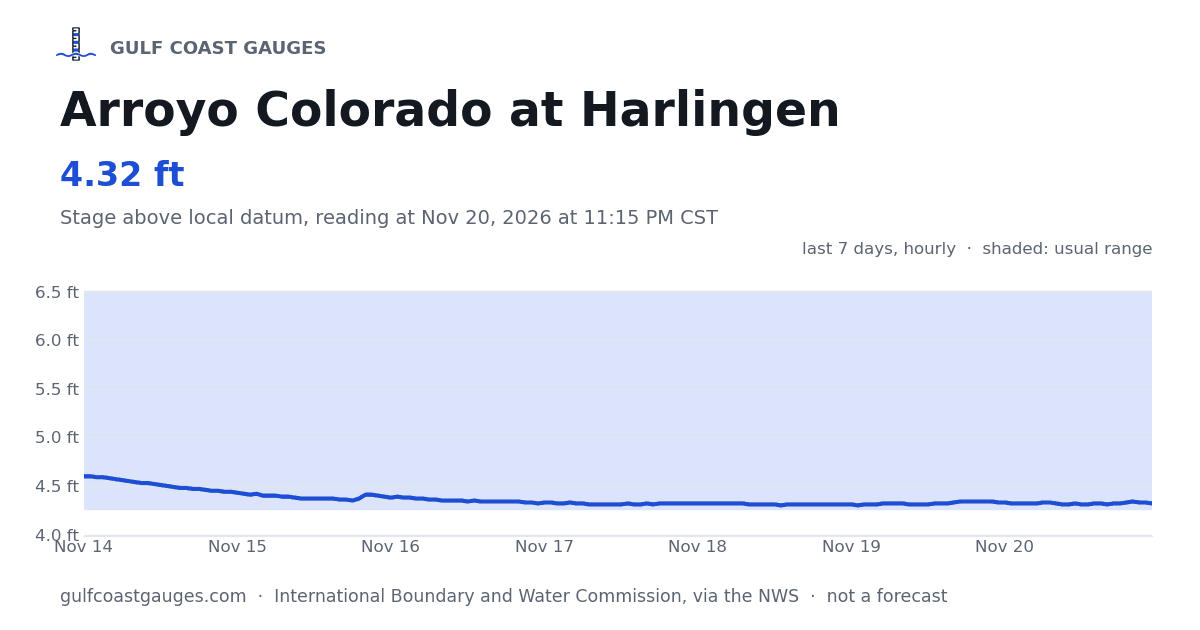 GULF COAST GAUGES
Arroyo Colorado at Harlingen
4.32 ft
Stage above local datum, reading at Nov 20, 2026 at 11:15 PM CST
last 7 days, hourly · shaded: usual range
6.5 ft
6.0 ft
5.5 ft
5.0 ft
4.5 ft
4.0 ft
Nov 14 Nov 15 Nov 16 Nov 17 Nov 18 Nov 19 Nov 20
gulfcoastgauges.com · International Boundary and Water Commission, via the NWS · not a forecast